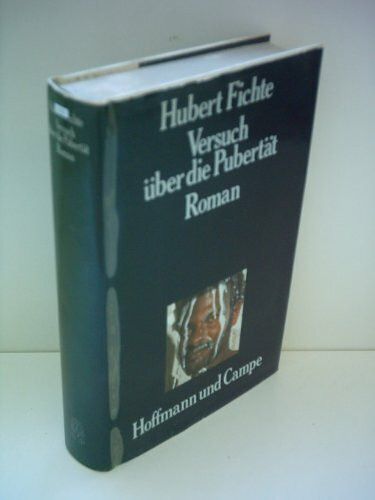 Hubert Fichte
Versuch
über die Pubertät
Roman
Hoffmann und Campe